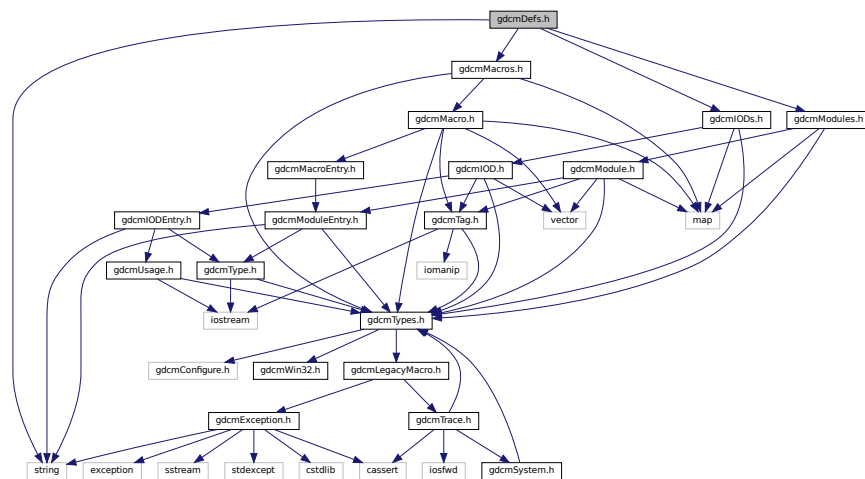 gdcmDefs.h
gdcmMacros.h
gdcmMacro.h
gdcmIODs.h
gdcmModules.h
gdcmMacroEntry.h
gdcmIOD.h
gdcmModule.h
gdcmIODEntry.h
gdcmModuleEntry.h
gdcmTag.h
vector
map
gdcmUsage.h
gdcmType.h
iomanip
iostream
gdcmTypes.h
gdcmConfigure.h
gdcmWin32.h
gdcmLegacyMacro.h
gdcmException.h
gdcmTrace.h
string
exception
sstream
stdexcept
cstdlib
cassert
iosfwd
gdcmSystem.h